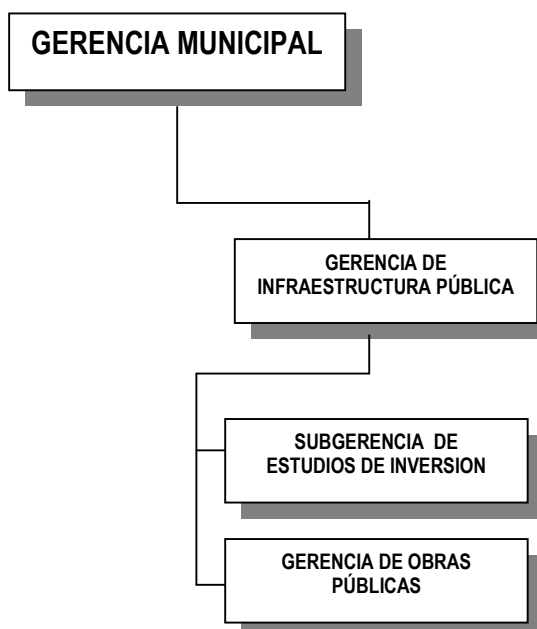 GERENCIA MUNICIPAL
GERENCIA DE
INFRAESTRUCTURA PÚBLICA
SUBGERENCIA DE
ESTUDIOS DE INVERSION
GERENCIA DE OBRAS
PÚBLICAS